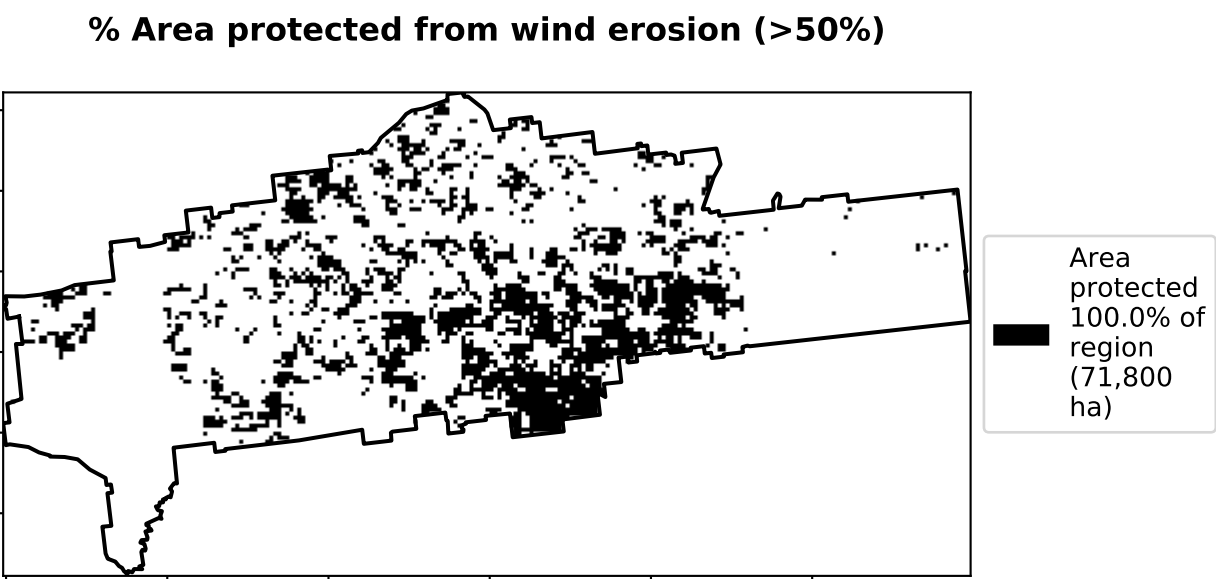 % Area protected from wind erosion (>50%)
Area
protected
100.0% of
region
(71,800
ha)